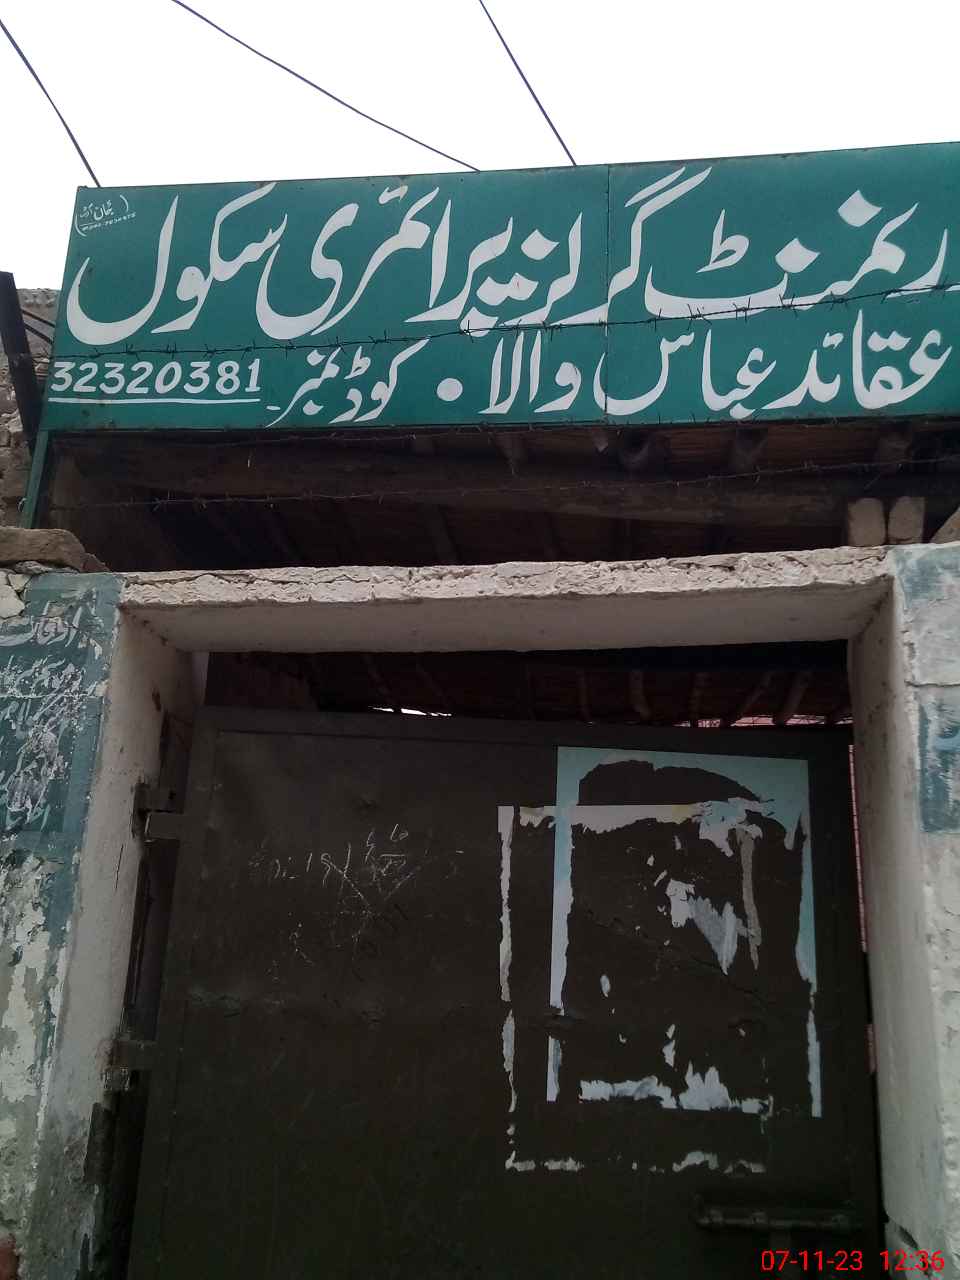 رنمنٹ گرلز پرائمری سکول
عقائد عباس والا. کوڈ نمبر 32320381
07-11-23 12:36